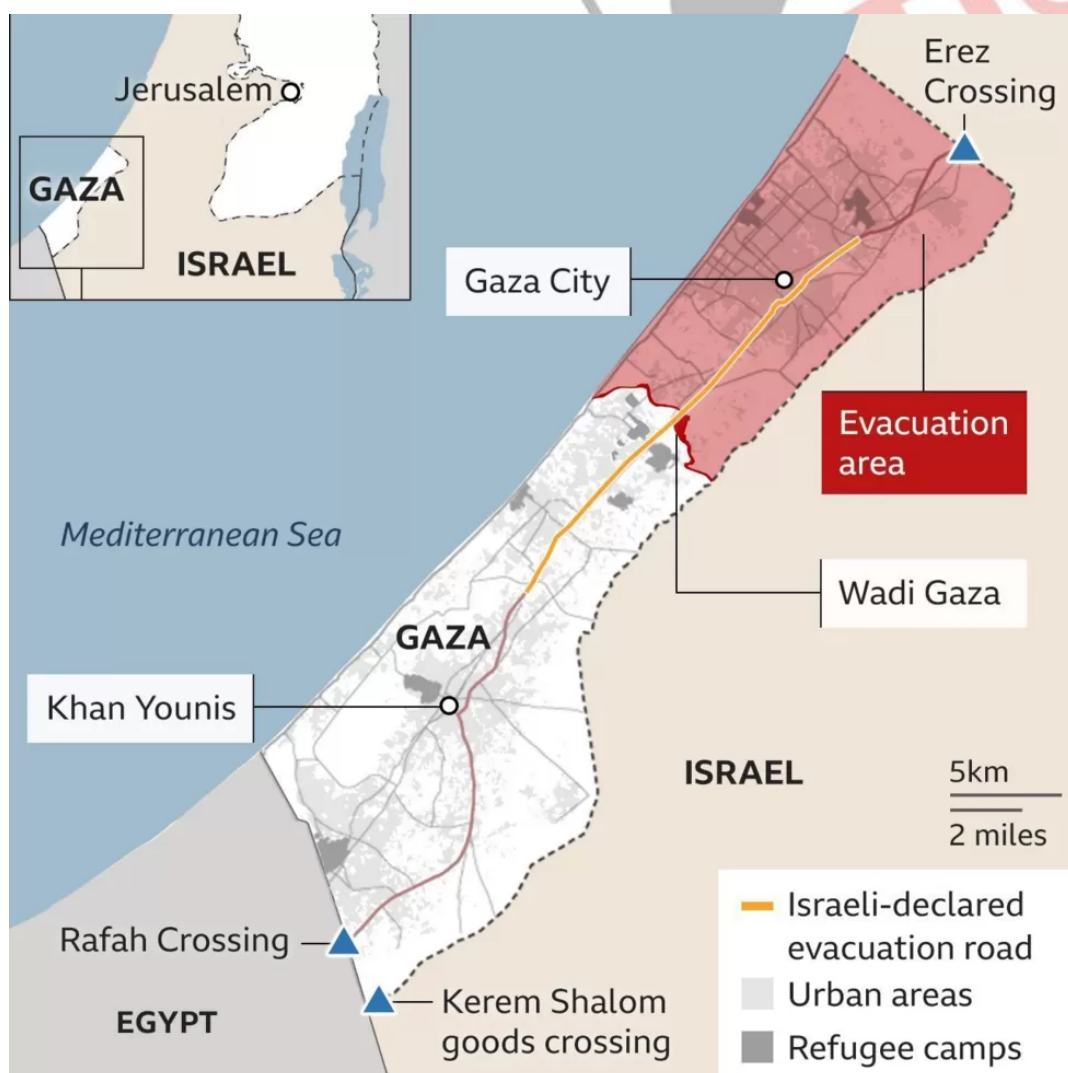 Jerusalem
GAZA
ISRAEL
Erez
Crossing
Gaza City
Evacuation
area
Mediterranean Sea
Wadi Gaza
GAZA
Khan Younis
ISRAEL
5km
2 miles
Rafah Crossing
EGYPT
Kerem Shalom
goods crossing
Israeli-declared
evacuation road
Urban areas
Refugee camps